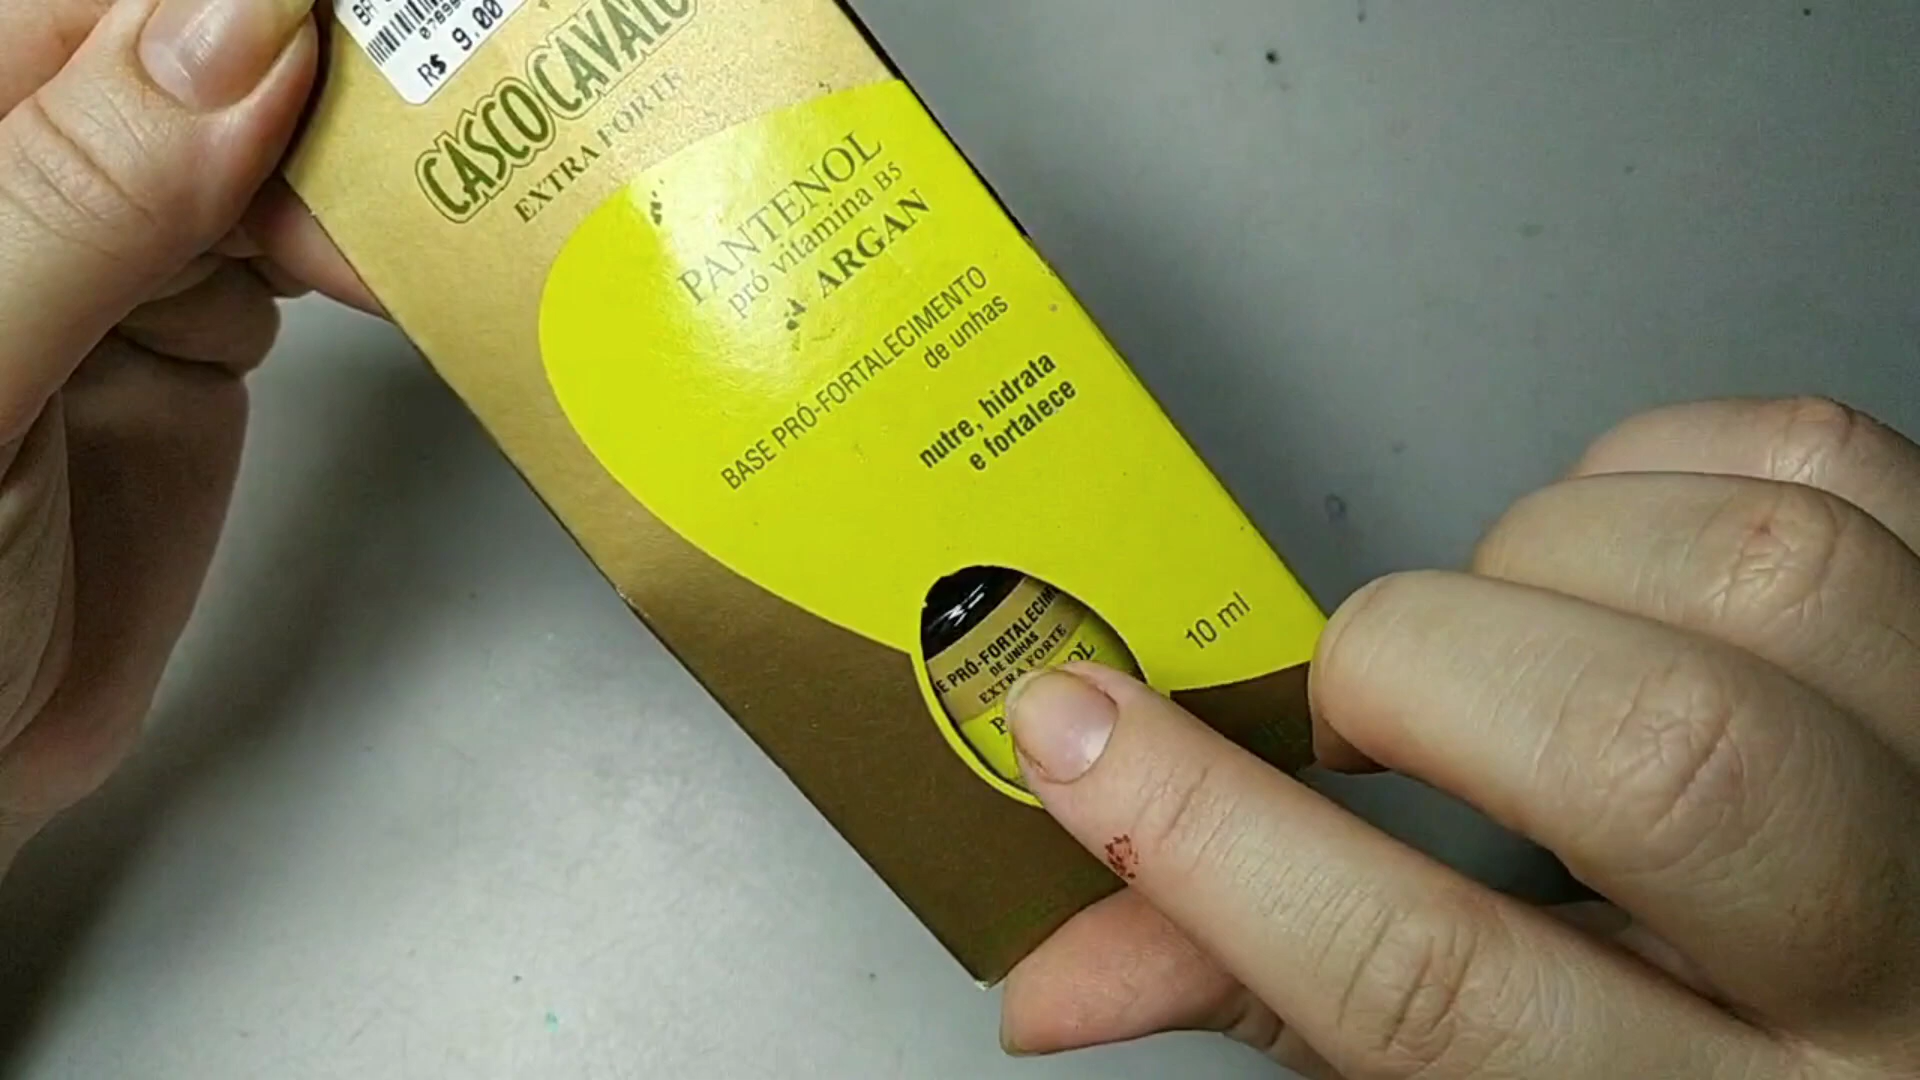 R$ 9.00
CASCO CAVALO
EXTRA FORTE
PANTENOL
pró vitamina B5
ARGAN
BASE PRÓ-FORTALECIMENTO
de unhas
nutre, hidrata
e fortalece
10 ml
PRÓ-FORTALECIM
DE UNHAS
EXTRA FORTE